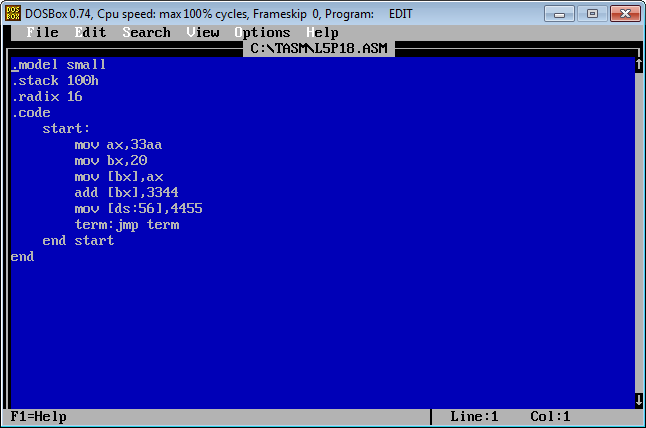 DOS BOX DOSBox 0.74, Cpu speed: max 100% cycles, Frameskip 0, Program: EDIT
File Edit Search View Options Help
C:\TASM\L5P18.ASM
.model small
.stack 100h
.radix 16
.code
start:
mov ax,33aa
mov bx,20
mov [bx],ax
add [bx],3344
mov [ds:56],4455
term:jmp term
end start
end
F1=Help Line:1 Col:1